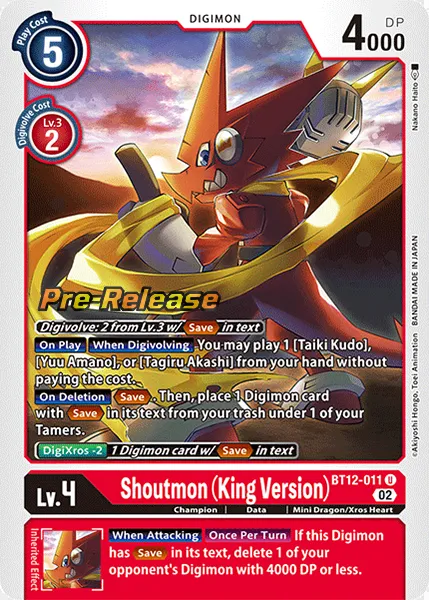 Play Cost
5
DIGIMON
DP
4000
Digivolve Cost
Lv.3
2
Nakano Haito
©Akiyoshi Hongo, Toei Animation BANDAI MADE IN JAPAN
Pre-Release
Digivolve: 2 from Lv.3 w/ Save in text
On Play When Digivolving You may play 1 [Taiki Kudo],
[Yuu Amano], or [Tagiru Akashi] from your hand without
paying the cost.
On Deletion Save. Then, place 1 Digimon card
with Save in its text from your trash under 1 of your
Tamers.
DigiXros -2 1 Digimon card w/ Save in text
Lv.4
Shoutmon (King Version)
BT12-011 U
02
Champion Data Mini Dragon/Xros Heart
Inherited Effect
When Attacking Once Per Turn If this Digimon
has Save in its text, delete 1 of your
opponent's Digimon with 4000 DP or less.